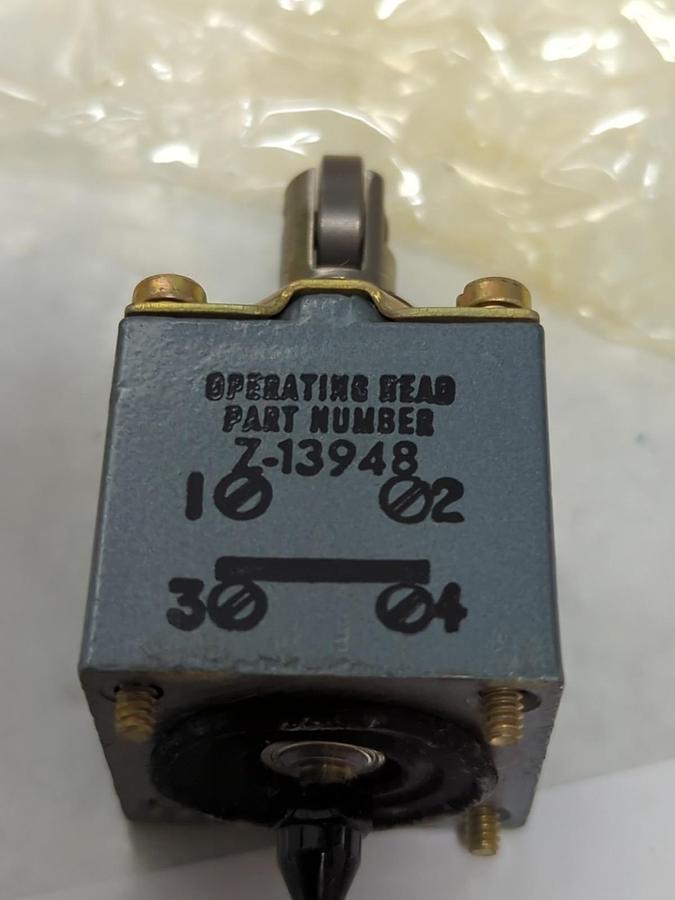 OPERATING HEAD
PART NUMBER
Z-13948
1 2
3 4